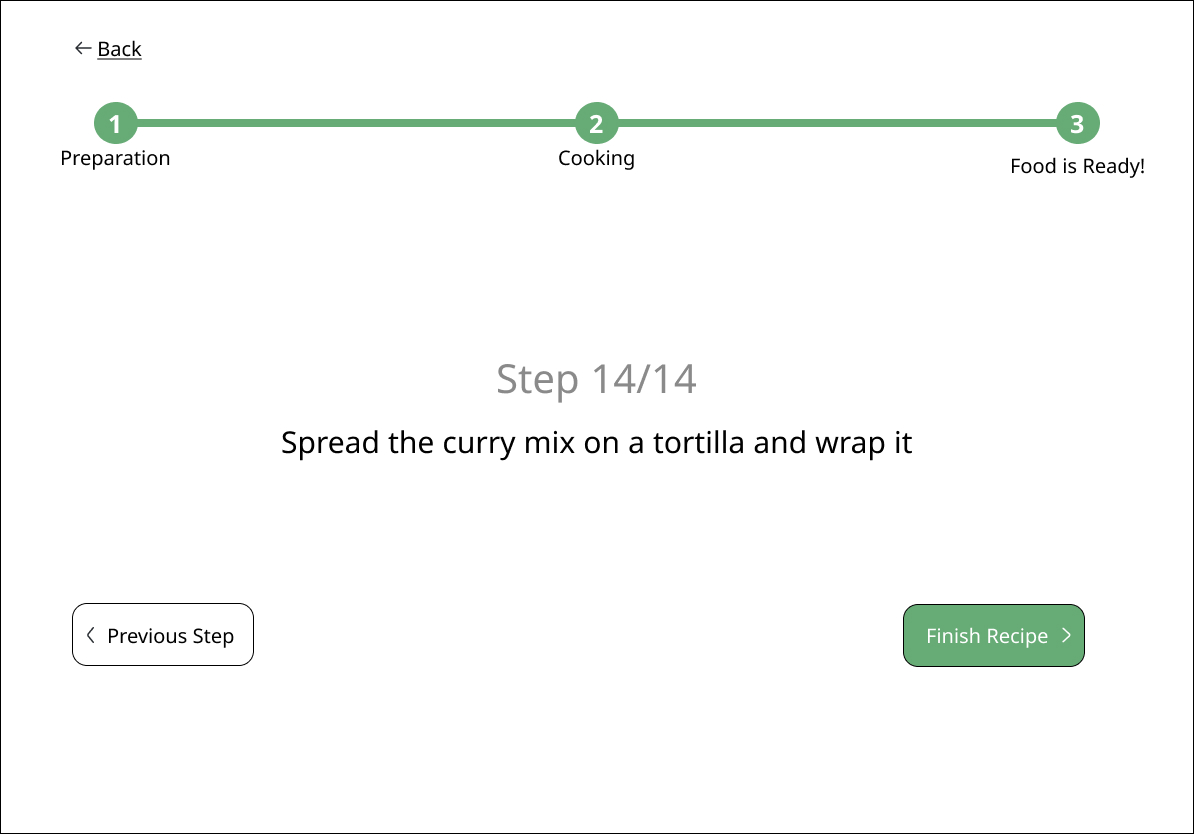 Back
1
2
3
Preparation
Cooking
Food is Ready!
Step 14/14
Spread the curry mix on a tortilla and wrap it
Previous Step
Finish Recipe